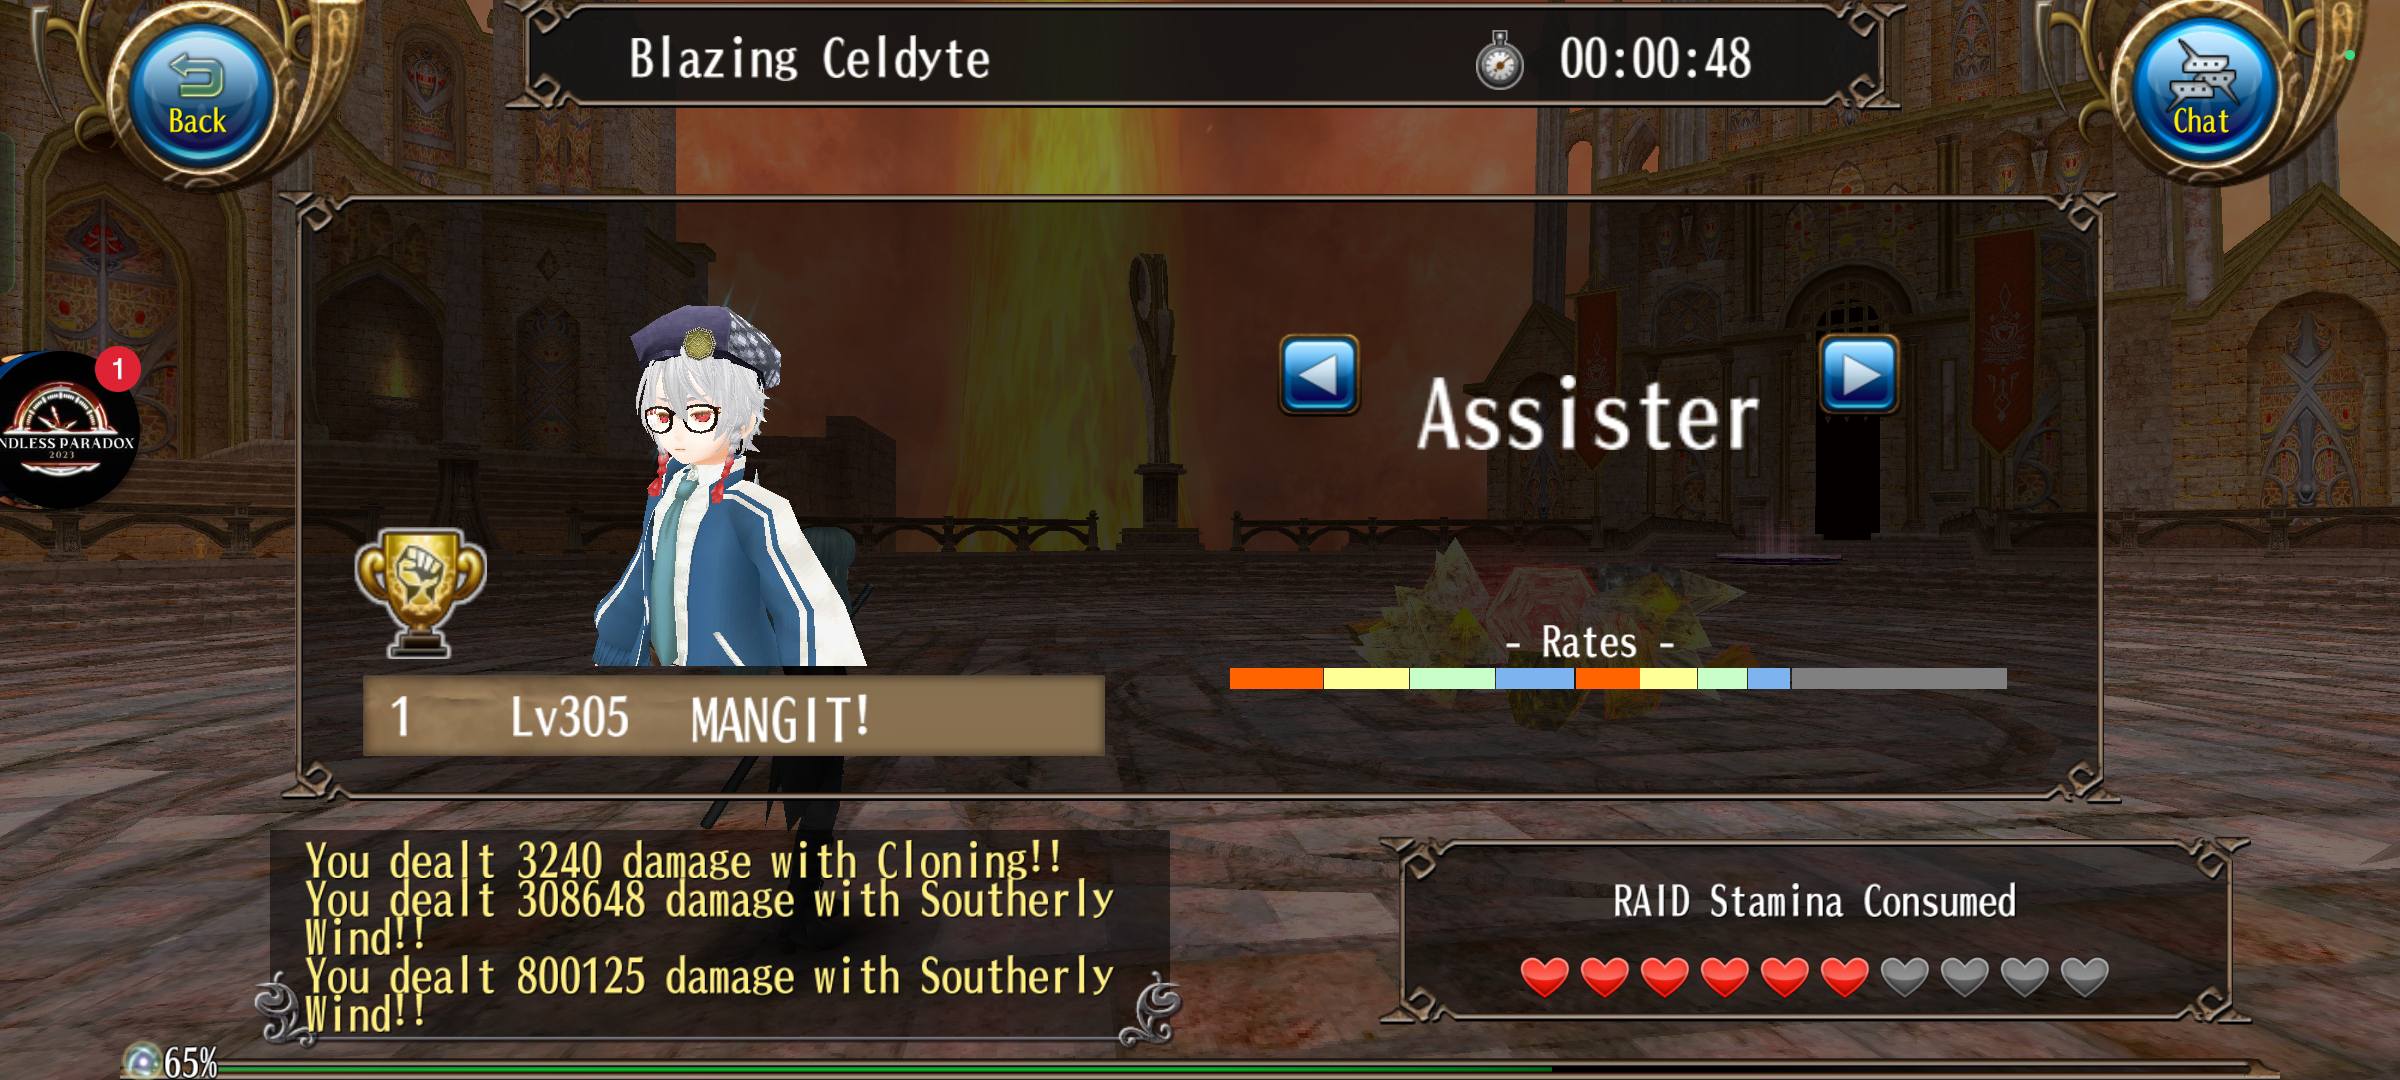 Back
Blazing Celdyte
00:00:48
Chat
1
NDLESS PARADOX
2023
Assister
- Rates -
1 Lv305 MANGIT!
You dealt 3240 damage with Cloning!!
You dealt 308648 damage with Southerly
Wind!!
You dealt 800125 damage with Southerly
Wind!!
RAID Stamina Consumed
65%